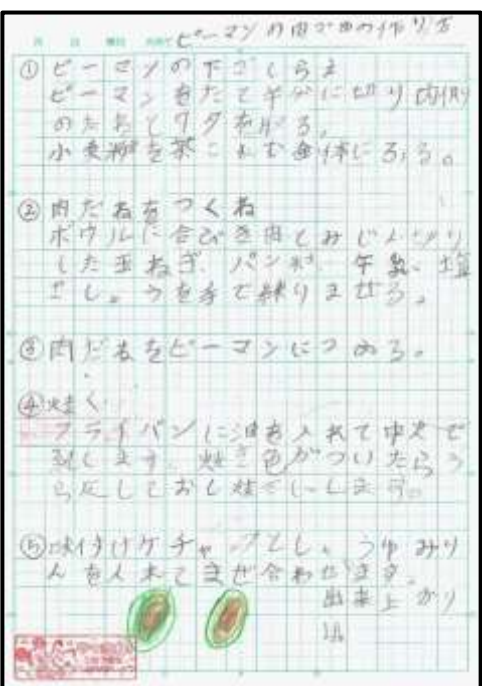 ピーマンの肉づめの作り方
① ピーマンの下ごしらえ
ピーマンをたて半分に切り内側
のたねとワタを取る。
小麦粉を茶こしで全体にふる。
② 肉だねをつくね
ボウルに合びき肉とみじん切り
した玉ねぎ、パン粉、牛乳、塩
こしょうを手で練りませる。
③ 肉だねをピーマンにつめる。
④ 焼く
フライパンに油を入れて中火で
熱します。焼き色がついたらう
ら返しておし焼きにします。
⑤ 味付けケチャップとしょうゆみり
んを入れてまぜ合わせます。
出来上がり